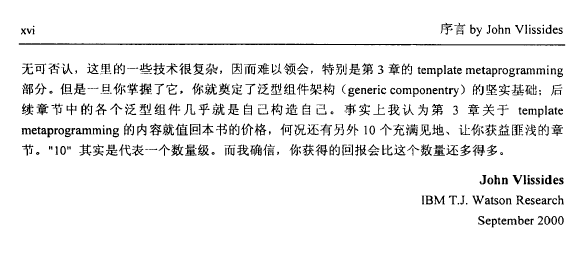 xvi 序言 by John Vlissides
无可否认，这里的一些技术很复杂，因而难以领会，特别是第 3 章的 template metaprogramming
部分。但是一旦你掌握了它，你就奠定了泛型组件架构（generic componentry）的坚实基础；后
续章节中的各个泛型组件几乎就是自己构造自己。事实上我认为第 3 章关于 template
metaprogramming 的内容就值回本书的价格，何况还有另外 10 个充满见地、让你获益匪浅的章
节。"10" 其实是代表一个数量级。而我确信，你获得的回报会比这个数量还多得多。
John Vlissides
IBM T.J. Watson Research
September 2000